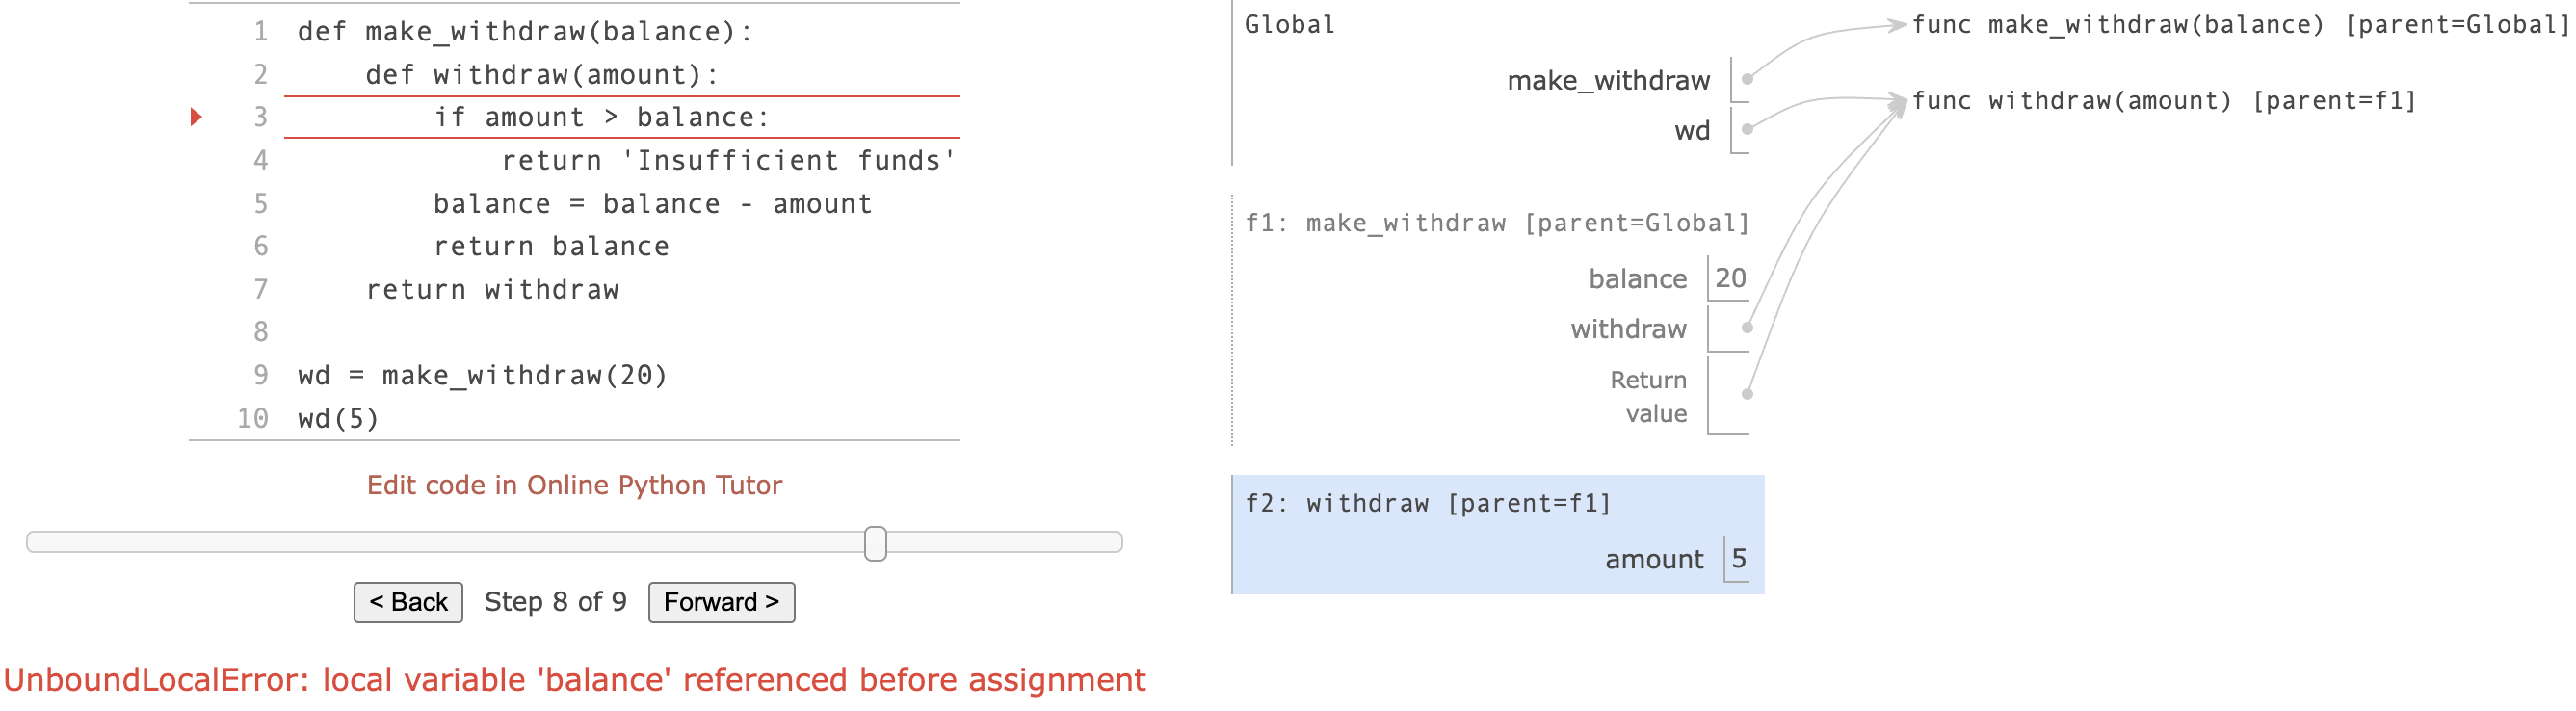 1 def make_withdraw(balance):
2     def withdraw(amount):
3         if amount > balance:
4             return 'Insufficient funds'
5         balance = balance - amount
6         return balance
7     return withdraw
8
9 wd = make_withdraw(20)
10 wd(5)
Edit code in Online Python Tutor
< Back Step 8 of 9 Forward >
UnboundLocalError: local variable 'balance' referenced before assignment
Global
make_withdraw
wd
func make_withdraw(balance) [parent=Global]
func withdraw(amount) [parent=f1]
f1: make_withdraw [parent=Global]
balance 20
withdraw
Return
value
f2: withdraw [parent=f1]
amount 5